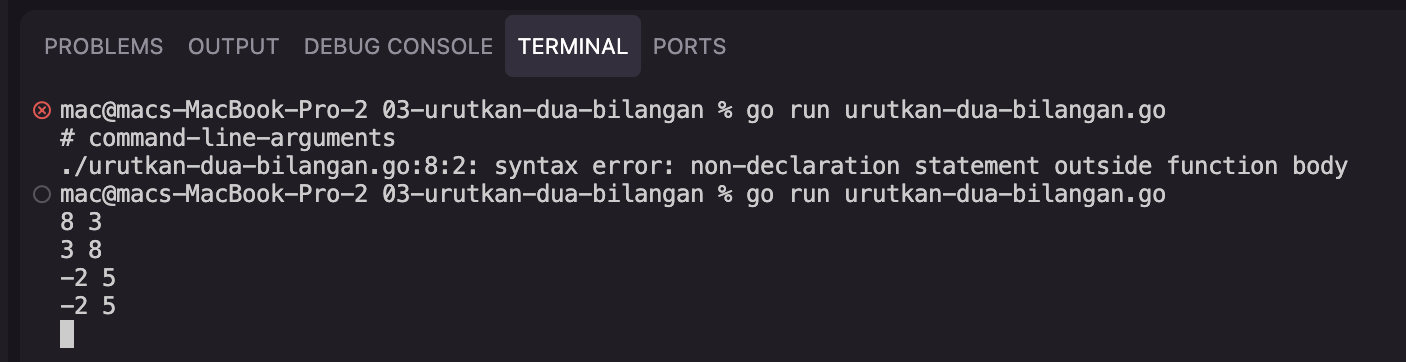 PROBLEMS OUTPUT DEBUG CONSOLE TERMINAL PORTS
mac@macs-MacBook-Pro-2 03-urutkan-dua-bilangan % go run urutkan-dua-bilangan.go
# command-line-arguments
./urutkan-dua-bilangan.go:8:2: syntax error: non-declaration statement outside function body
mac@macs-MacBook-Pro-2 03-urutkan-dua-bilangan % go run urutkan-dua-bilangan.go
8 3
3 8
-2 5
-2 5